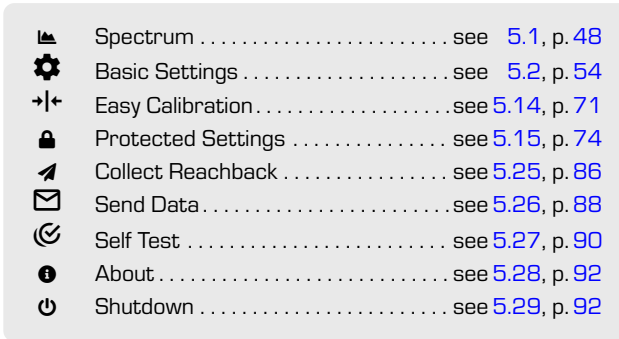 Spectrum . . . . . . . . . . . . . . . . . . . . . . . . . see 5.1, p. 48
Basic Settings . . . . . . . . . . . . . . . . . . . . see 5.2, p. 54
Easy Calibration . . . . . . . . . . . . . . . . . . . see 5.14, p. 71
Protected Settings . . . . . . . . . . . . . . . see 5.15, p. 74
Collect Reachback . . . . . . . . . . . . . . . . see 5.25, p. 86
Send Data . . . . . . . . . . . . . . . . . . . . . . . . see 5.26, p. 88
Self Test . . . . . . . . . . . . . . . . . . . . . . . . . see 5.27, p. 90
About . . . . . . . . . . . . . . . . . . . . . . . . . . . . see 5.28, p. 92
Shutdown . . . . . . . . . . . . . . . . . . . . . . . . see 5.29, p. 92